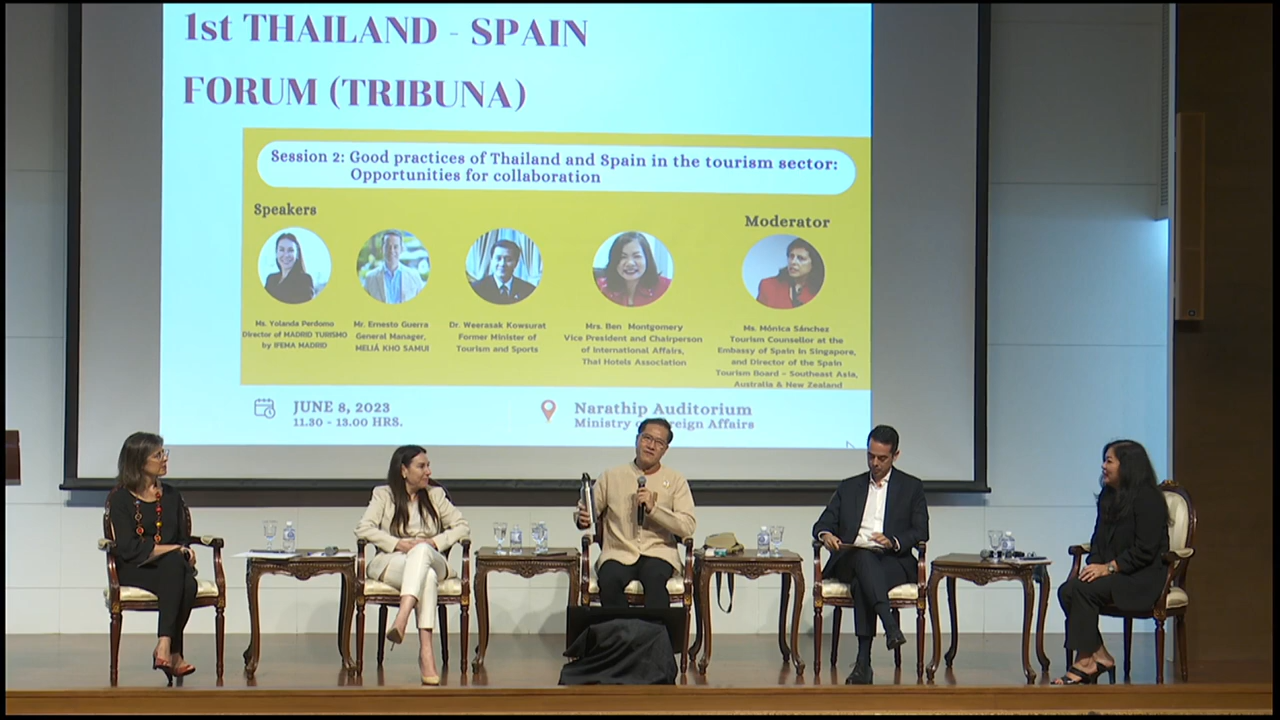 1st THAILAND - SPAIN
FORUM (TRIBUNA)
Session 2: Good practices of Thailand and Spain in the tourism sector:
Opportunities for collaboration
Speakers
Moderator
Ms. Yolanda Perdomo
Director of MADRID TURISMO
by IFEMA MADRID
Mr. Ernesto Guerra
General Manager,
MELIÁ KHO SAMUI
Dr. Weerasak Kowsurat
Former Minister of
Tourism and Sports
Mrs. Ben Montgomery
Vice President and Chairperson
of International Affairs,
Thai Hotels Association
Ms. Mónica Sánchez
Tourism Counsellor at the
Embassy of Spain in Singapore,
and Director of the Spain
Tourism Board - Southeast Asia,
Australia & New Zealand
JUNE 8, 2023
11.30 - 13.00 HRS.
Narathip Auditorium
Ministry of Foreign Affairs